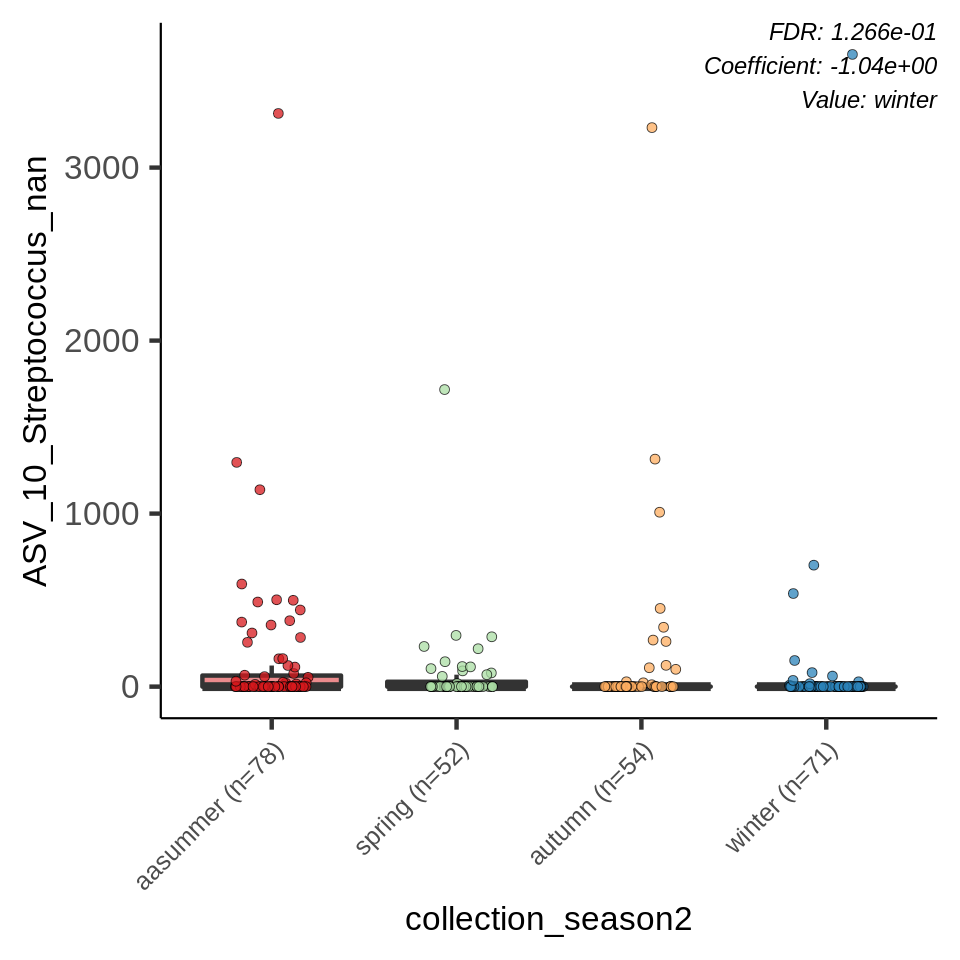 FDR: 1.266e-01
Coefficient: -1.04e+00
Value: winter
ASV_10_Streptococcus_nan
3000
2000
1000
0
aasummer (n=78)
spring (n=52)
autumn (n=54)
winter (n=71)
collection_season2